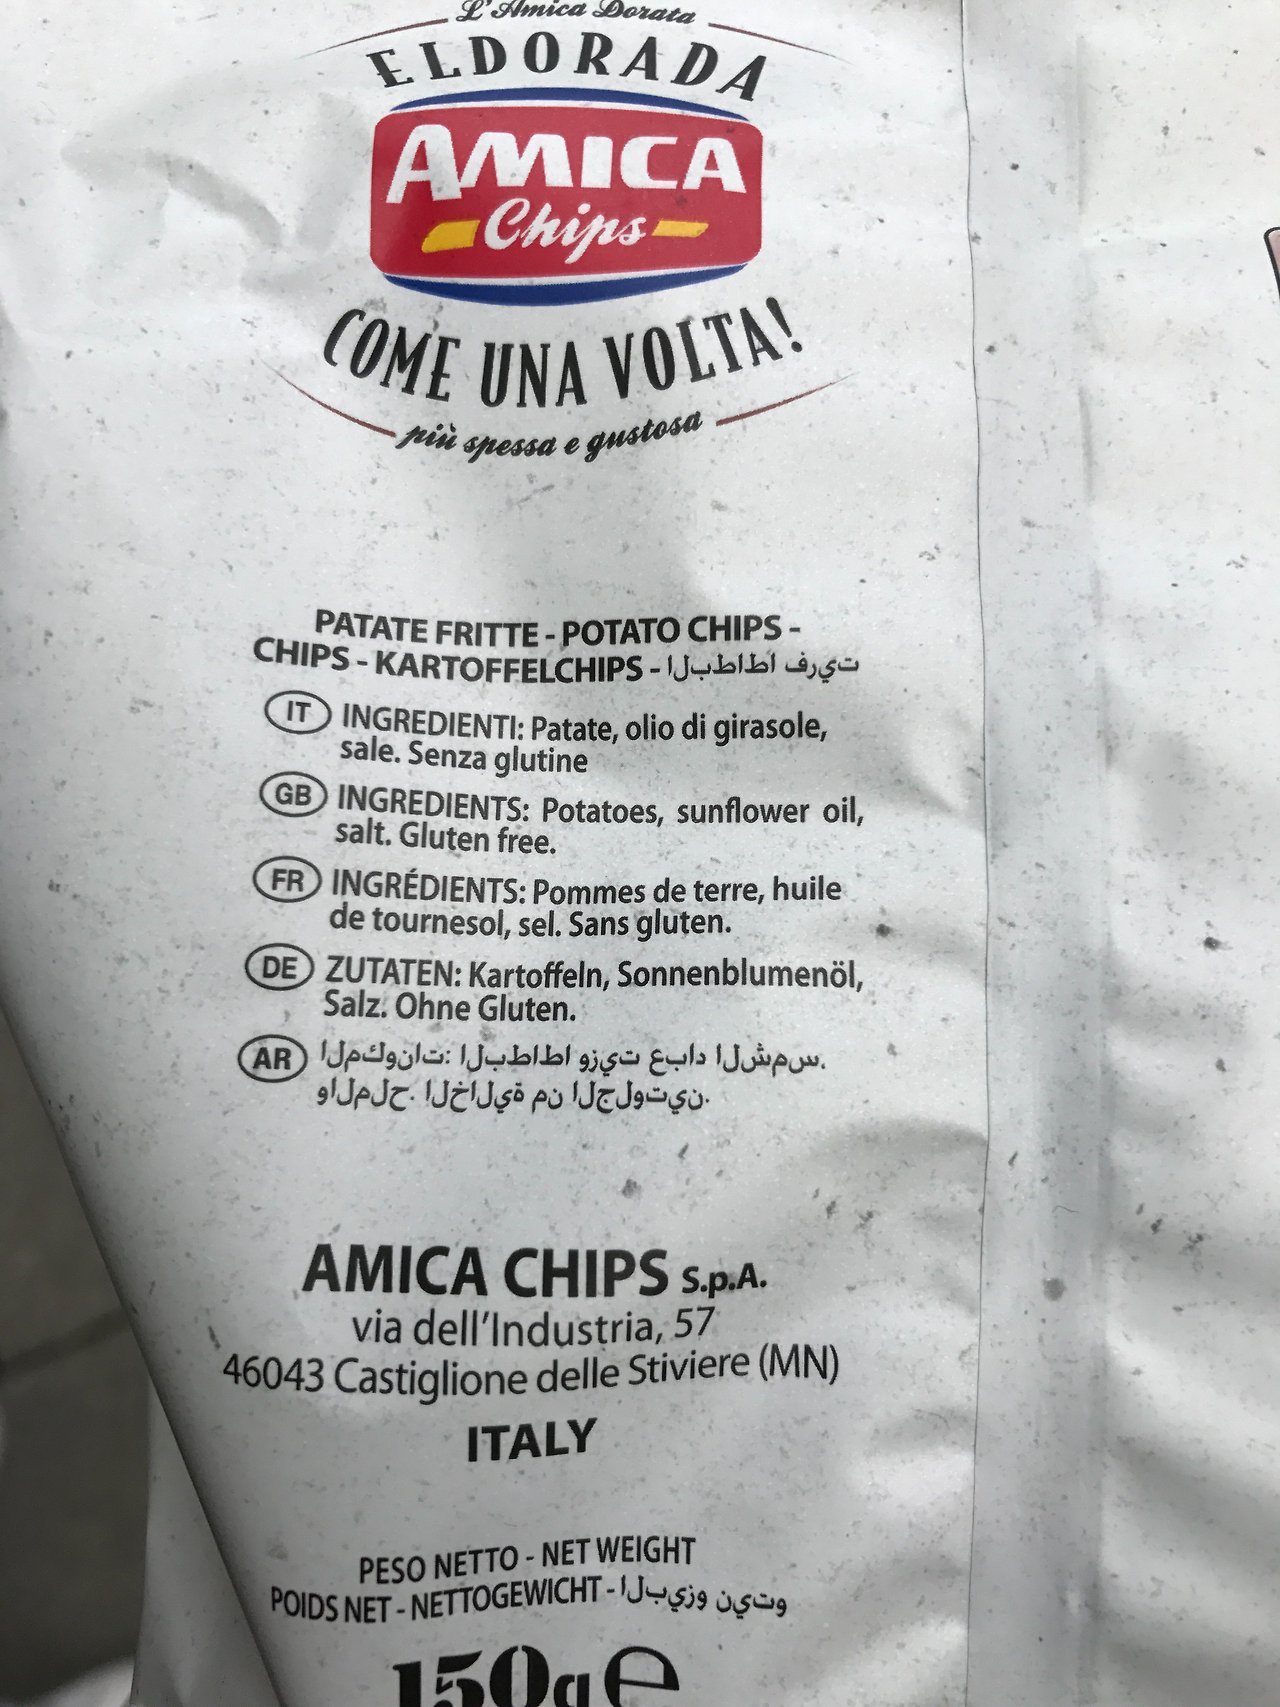 L'Amica Dorata
ELDORADA
AMICA
Chips
COME UNA VOLTA!
più spessa e gustosa
PATATE FRITTE - POTATO CHIPS -
CHIPS - KARTOFFELCHIPS - البطاطا فريت
IT INGREDIENTI: Patate, olio di girasole,
sale. Senza glutine
GB INGREDIENTS: Potatoes, sunflower oil,
salt. Gluten free.
FR INGRÉDIENTS: Pommes de terre, huile
de tournesol, sel. Sans gluten.
DE ZUTATEN: Kartoffeln, Sonnenblumenöl,
Salz. Ohne Gluten.
AR المكونات: البطاطا وزيت عباد الشمس.
والملح. الخالية من الجلوتين.
AMICA CHIPS S.p.A.
via dell'Industria, 57
46043 Castiglione delle Stiviere (MN)
ITALY
PESO NETTO - NET WEIGHT
POIDS NET - NETTOGEWICHT - البيزو نيتو
150g e